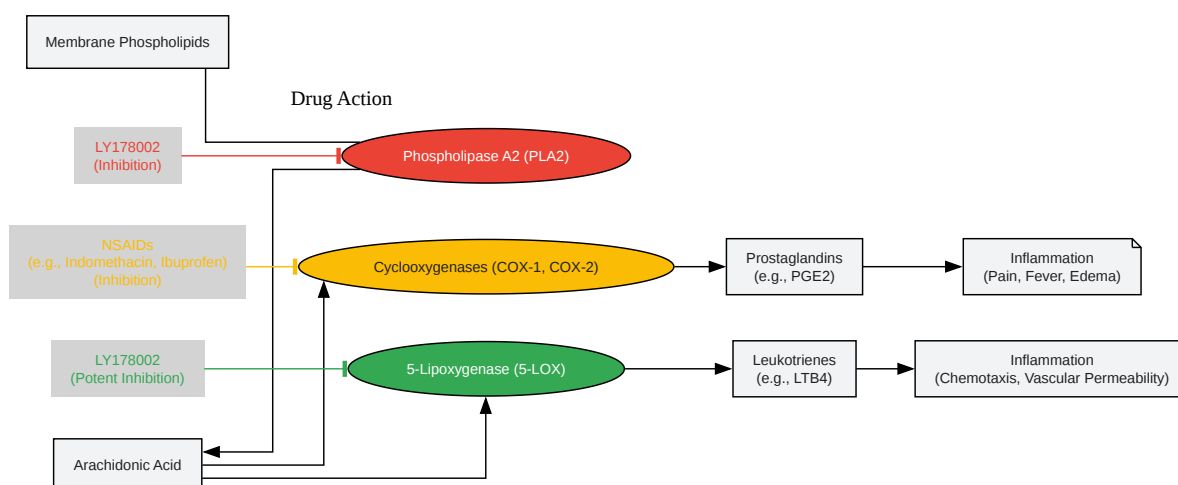 Membrane Phospholipids
Drug Action
LY178002
(Inhibition)
Phospholipase A2 (PLA2)
NSAIDs
(e.g., Indomethacin, Ibuprofen)
(Inhibition)
Cyclooxygenases (COX-1, COX-2)
Prostaglandins
(e.g., PGE2)
Inflammation
(Pain, Fever, Edema)
LY178002
(Potent Inhibition)
5-Lipoxygenase (5-LOX)
Leukotrienes
(e.g., LTB4)
Inflammation
(Chemotaxis, Vascular Permeability)
Arachidonic Acid